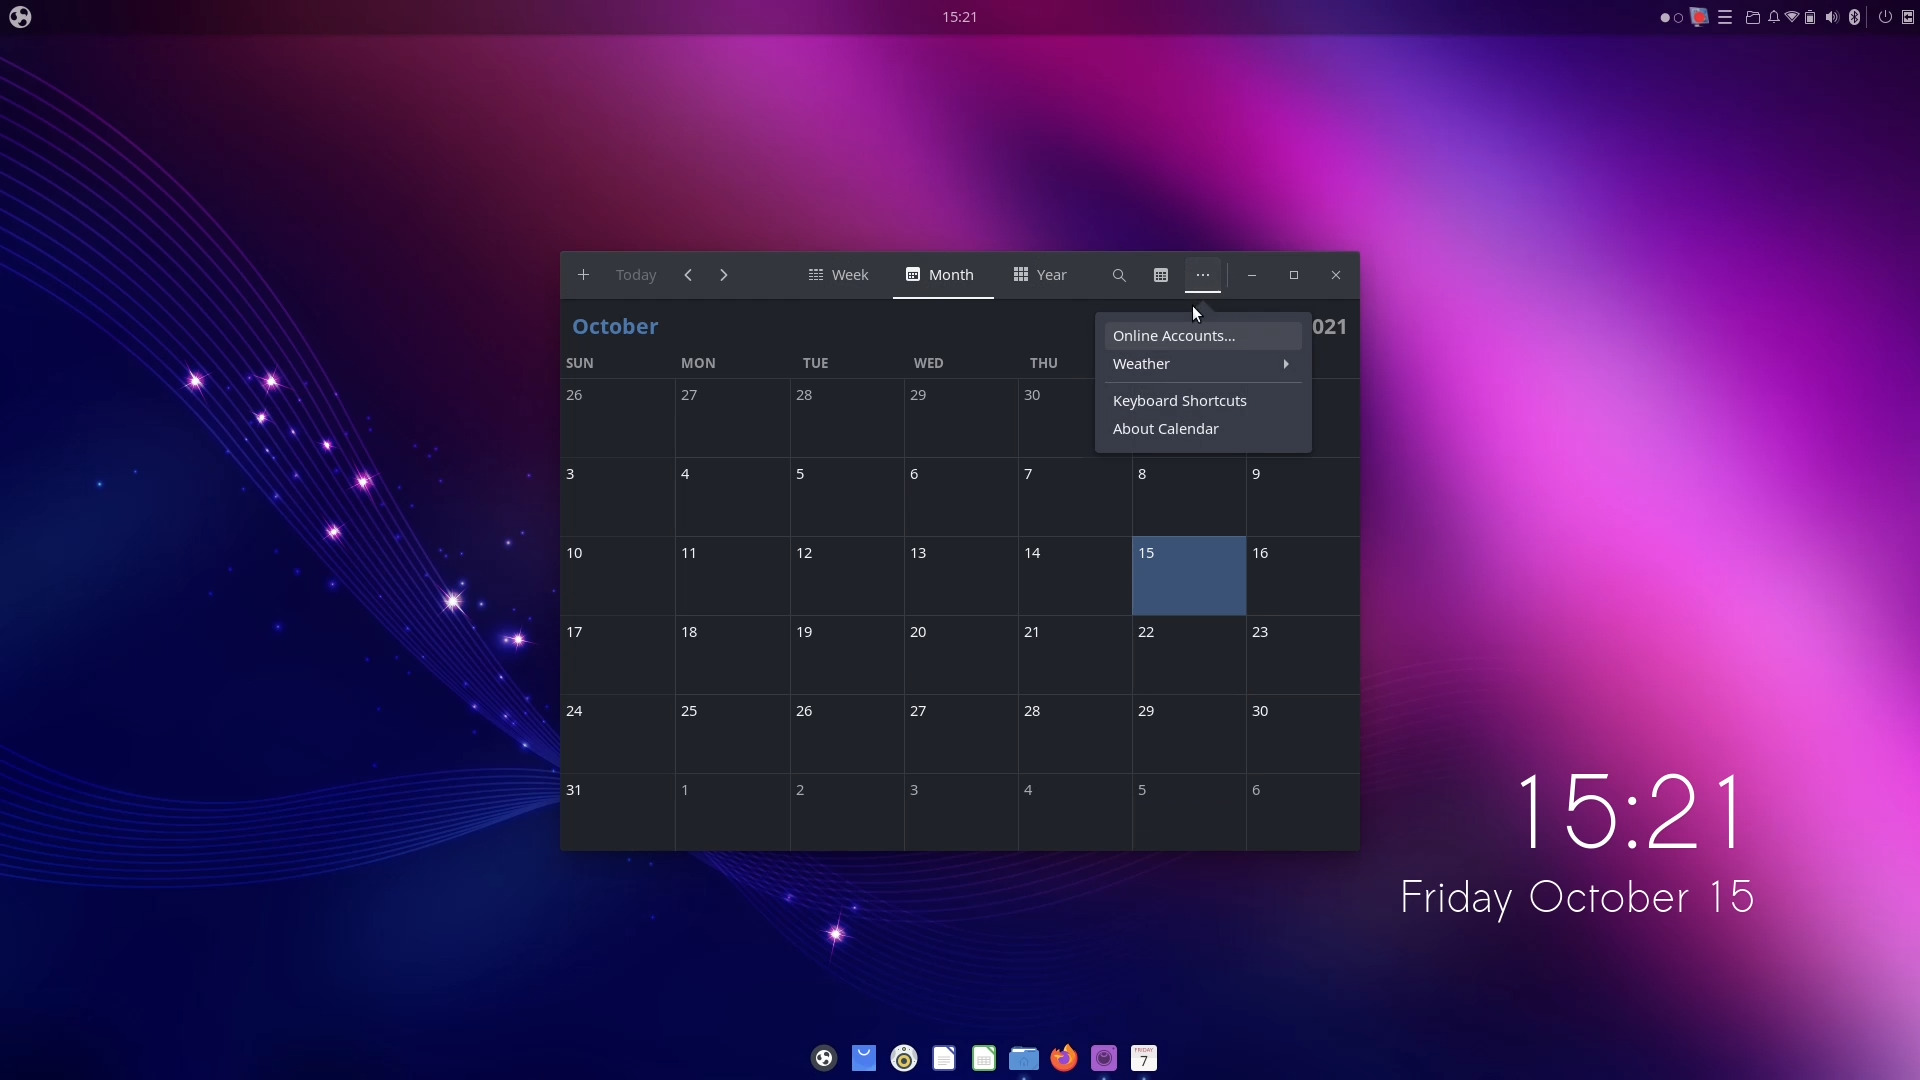 15:21
Today
Week
Month
Year
October
021
Online Accounts...
Weather
Keyboard Shortcuts
About Calendar
SUN MON TUE WED THU
26 27 28 29 30
3 4 5 6 7 8 9
10 11 12 13 14 15 16
17 18 19 20 21 22 23
24 25 26 27 28 29 30
31 1 2 3 4 5 6
15:21
Friday October 15
FRIDAY
7